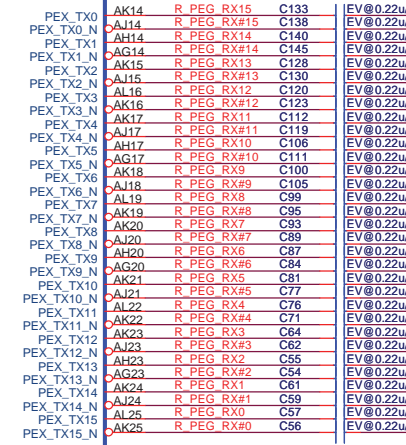 PEX_TX0 AK14 R_PEG_RX15 C133 EV@0.22u/
PEX_TX0_N AJ14 R_PEG_RX#15 C138 EV@0.22u/
PEX_TX1 AH14 R_PEG_RX14 C140 EV@0.22u/
PEX_TX1_N AG14 R_PEG_RX#14 C145 EV@0.22u/
PEX_TX2 AK15 R_PEG_RX13 C128 EV@0.22u/
PEX_TX2_N AJ15 R_PEG_RX#13 C130 EV@0.22u/
PEX_TX3 AL16 R_PEG_RX12 C120 EV@0.22u/
PEX_TX3_N AK16 R_PEG_RX#12 C123 EV@0.22u/
PEX_TX4 AK17 R_PEG_RX11 C112 EV@0.22u/
PEX_TX4_N AJ17 R_PEG_RX#11 C119 EV@0.22u/
PEX_TX5 AH17 R_PEG_RX10 C106 EV@0.22u/
PEX_TX5_N AG17 R_PEG_RX#10 C111 EV@0.22u/
PEX_TX6 AK18 R_PEG_RX9 C100 EV@0.22u/
PEX_TX6_N AJ18 R_PEG_RX#9 C105 EV@0.22u/
PEX_TX7 AL19 R_PEG_RX8 C99 EV@0.22u/
PEX_TX7_N AK19 R_PEG_RX#8 C95 EV@0.22u/
PEX_TX8 AK20 R_PEG_RX7 C93 EV@0.22u/
PEX_TX8_N AJ20 R_PEG_RX#7 C89 EV@0.22u/
PEX_TX9 AH20 R_PEG_RX6 C87 EV@0.22u/
PEX_TX9_N AG20 R_PEG_RX#6 C84 EV@0.22u/
PEX_TX10 AK21 R_PEG_RX5 C81 EV@0.22u/
PEX_TX10_N AJ21 R_PEG_RX#5 C77 EV@0.22u/
PEX_TX11 AL22 R_PEG_RX4 C76 EV@0.22u/
PEX_TX11_N AK22 R_PEG_RX#4 C71 EV@0.22u/
PEX_TX12 AK23 R_PEG_RX3 C64 EV@0.22u/
PEX_TX12_N AJ23 R_PEG_RX#3 C62 EV@0.22u/
PEX_TX13 AH23 R_PEG_RX2 C55 EV@0.22u/
PEX_TX13_N AG23 R_PEG_RX#2 C54 EV@0.22u/
PEX_TX14 AK24 R_PEG_RX1 C61 EV@0.22u/
PEX_TX14_N AJ24 R_PEG_RX#1 C59 EV@0.22u/
PEX_TX15 AL25 R_PEG_RX0 C57 EV@0.22u/
PEX_TX15_N AK25 R_PEG_RX#0 C56 EV@0.22u/